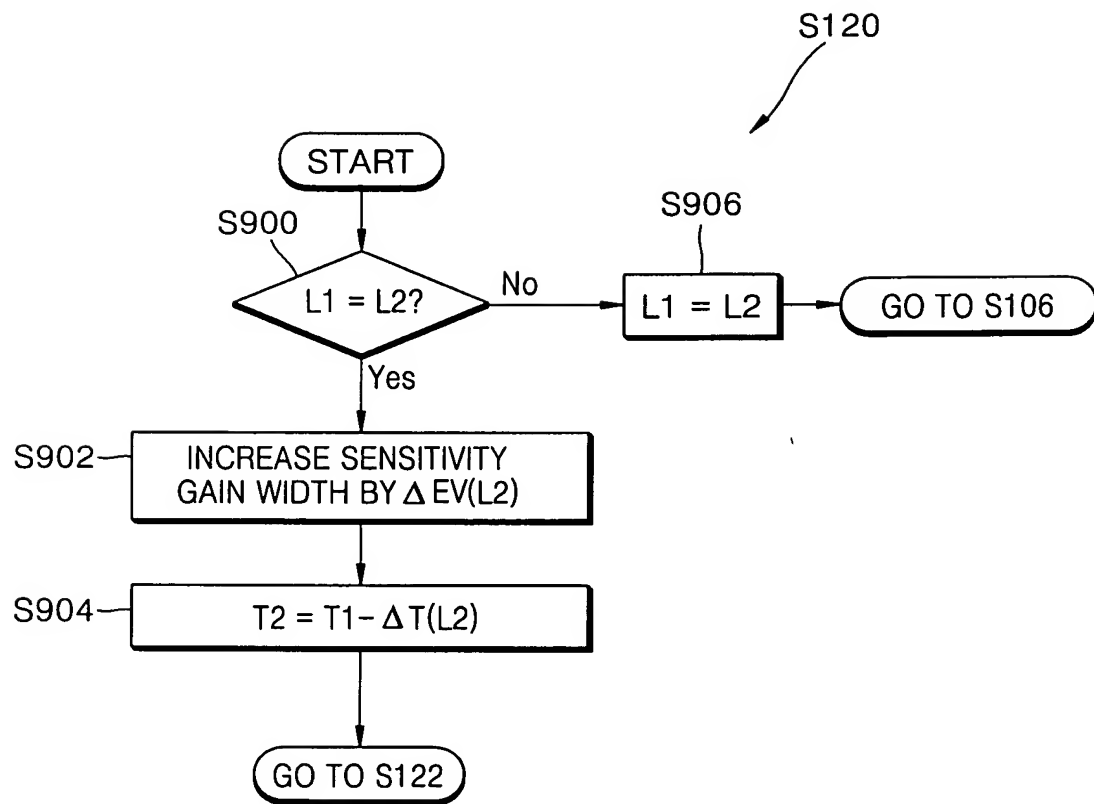 S120
START
S900
L1 = L2?
No
S906
L1 = L2
GO TO S106
Yes
S902
INCREASE SENSITIVITY
GAIN WIDTH BY Δ EV(L2)
S904
T2 = T1 – Δ T(L2)
GO TO S122